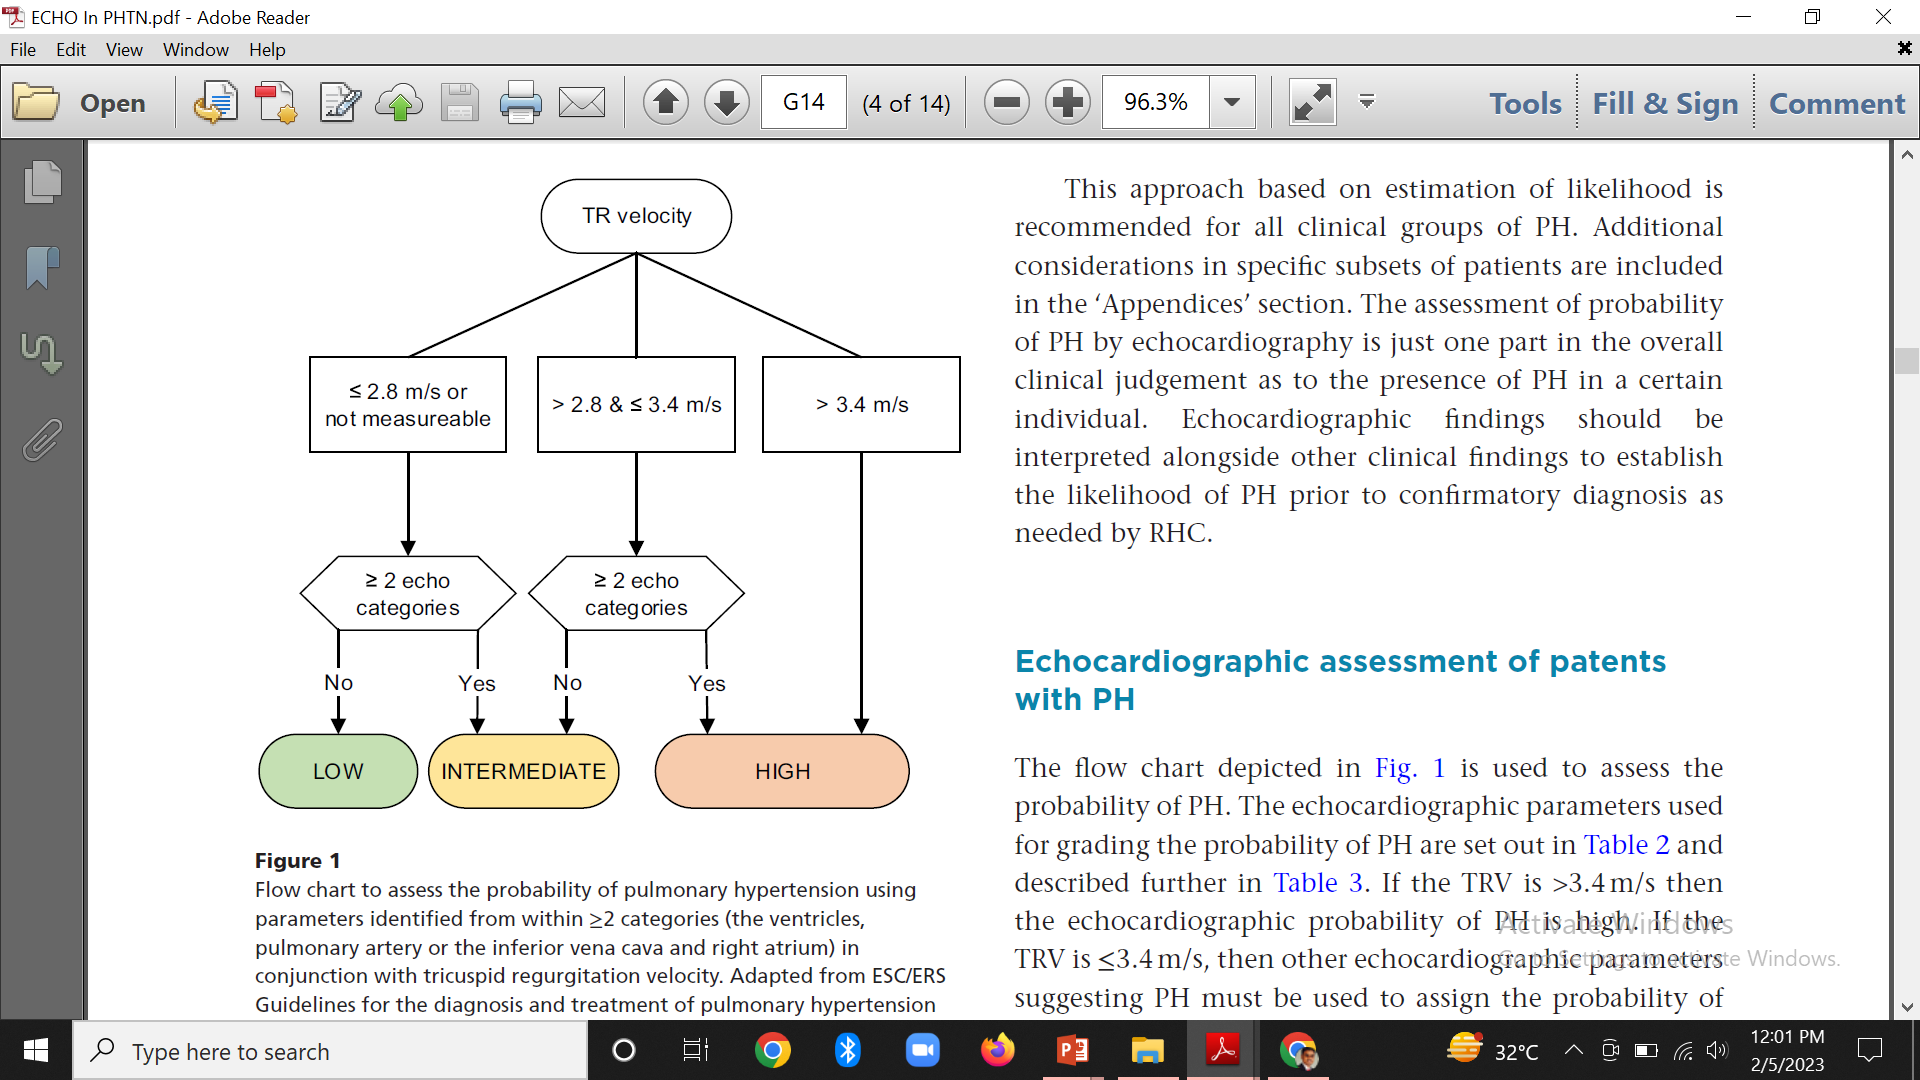 ECHO In PHTN.pdf - Adobe Reader
File Edit View Window Help
Open G14 (4 of 14) 96.3% Tools Fill & Sign Comment
TR velocity
≤ 2.8 m/s or
not measureable
> 2.8 & ≤ 3.4 m/s
> 3.4 m/s
≥ 2 echo
categories
≥ 2 echo
categories
No Yes No Yes
LOW INTERMEDIATE HIGH
Figure 1
Flow chart to assess the probability of pulmonary hypertension using
parameters identified from within ≥2 categories (the ventricles,
pulmonary artery or the inferior vena cava and right atrium) in
conjunction with tricuspid regurgitation velocity. Adapted from ESC/ERS
Guidelines for the diagnosis and treatment of pulmonary hypertension
This approach based on estimation of likelihood is
recommended for all clinical groups of PH. Additional
considerations in specific subsets of patients are included
in the ‘Appendices’ section. The assessment of probability
of PH by echocardiography is just one part in the overall
clinical judgement as to the presence of PH in a certain
individual. Echocardiographic findings should be
interpreted alongside other clinical findings to establish
the likelihood of PH prior to confirmatory diagnosis as
needed by RHC.
Echocardiographic assessment of patents
with PH
The flow chart depicted in Fig. 1 is used to assess the
probability of PH. The echocardiographic parameters used
for grading the probability of PH are set out in Table 2 and
described further in Table 3. If the TRV is >3.4 m/s then
the echocardiographic probability of PH is high. If the
TRV is ≤3.4 m/s, then other echocardiographic parameters
suggesting PH must be used to assign the probability of
Activate Windows
Go to Settings to activate Windows.
Type here to search
32°C
12:01 PM
2/5/2023